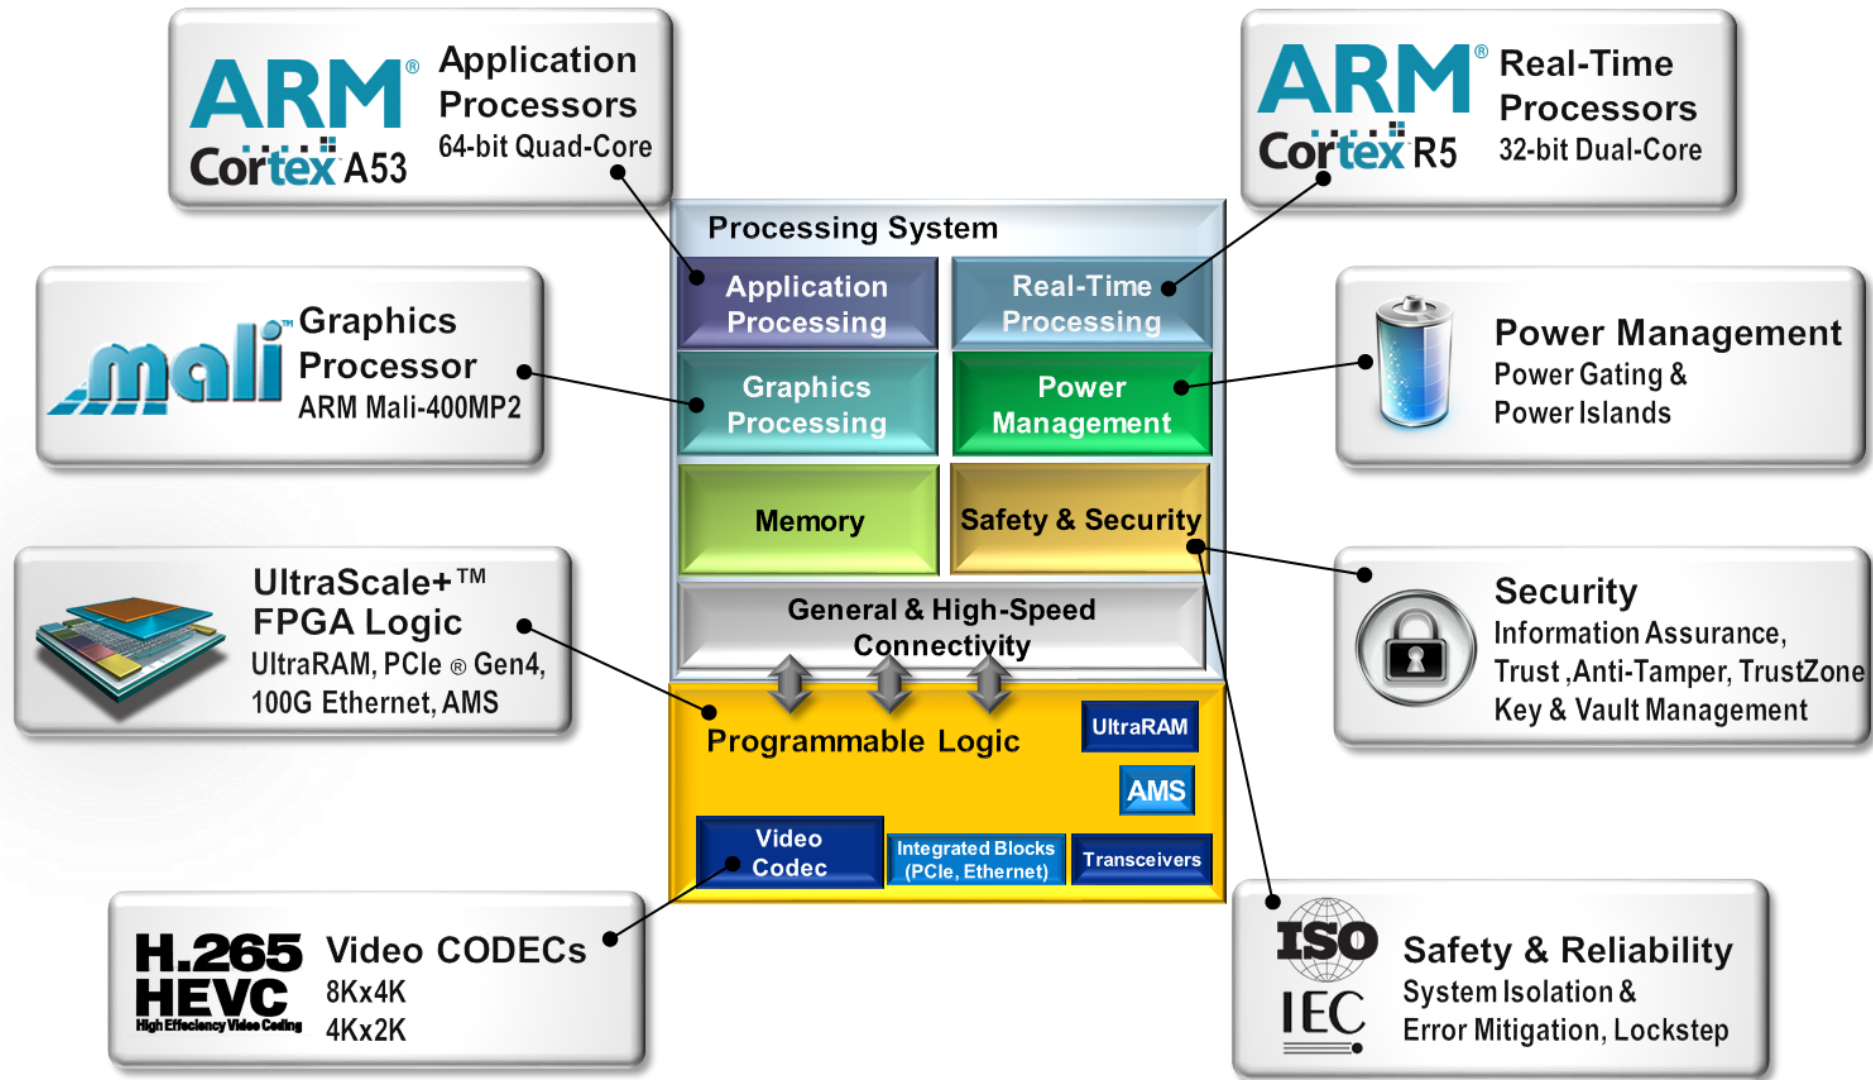 ARM®
Cortex™ A53
Application
Processors
64-bit Quad-Core
ARM®
Cortex™ R5
Real-Time
Processors
32-bit Dual-Core
mali™
Graphics
Processor
ARM Mali-400MP2
Processing System
Application
Processing
Real-Time
Processing
Graphics
Processing
Power
Management
Memory
Safety & Security
General & High-Speed
Connectivity
Power Management
Power Gating &
Power Islands
UltraScale+™
FPGA Logic
UltraRAM, PCIe ® Gen4,
100G Ethernet, AMS
Security
Information Assurance,
Trust ,Anti-Tamper, TrustZone
Key & Vault Management
Programmable Logic
UltraRAM
AMS
Video
Codec
Integrated Blocks
(PCIe, Ethernet)
Transceivers
H.265
HEVC
High Effeciency Video Coding
Video CODECs
8Kx4K
4Kx2K
ISO
IEC
Safety & Reliability
System Isolation &
Error Mitigation, Lockstep